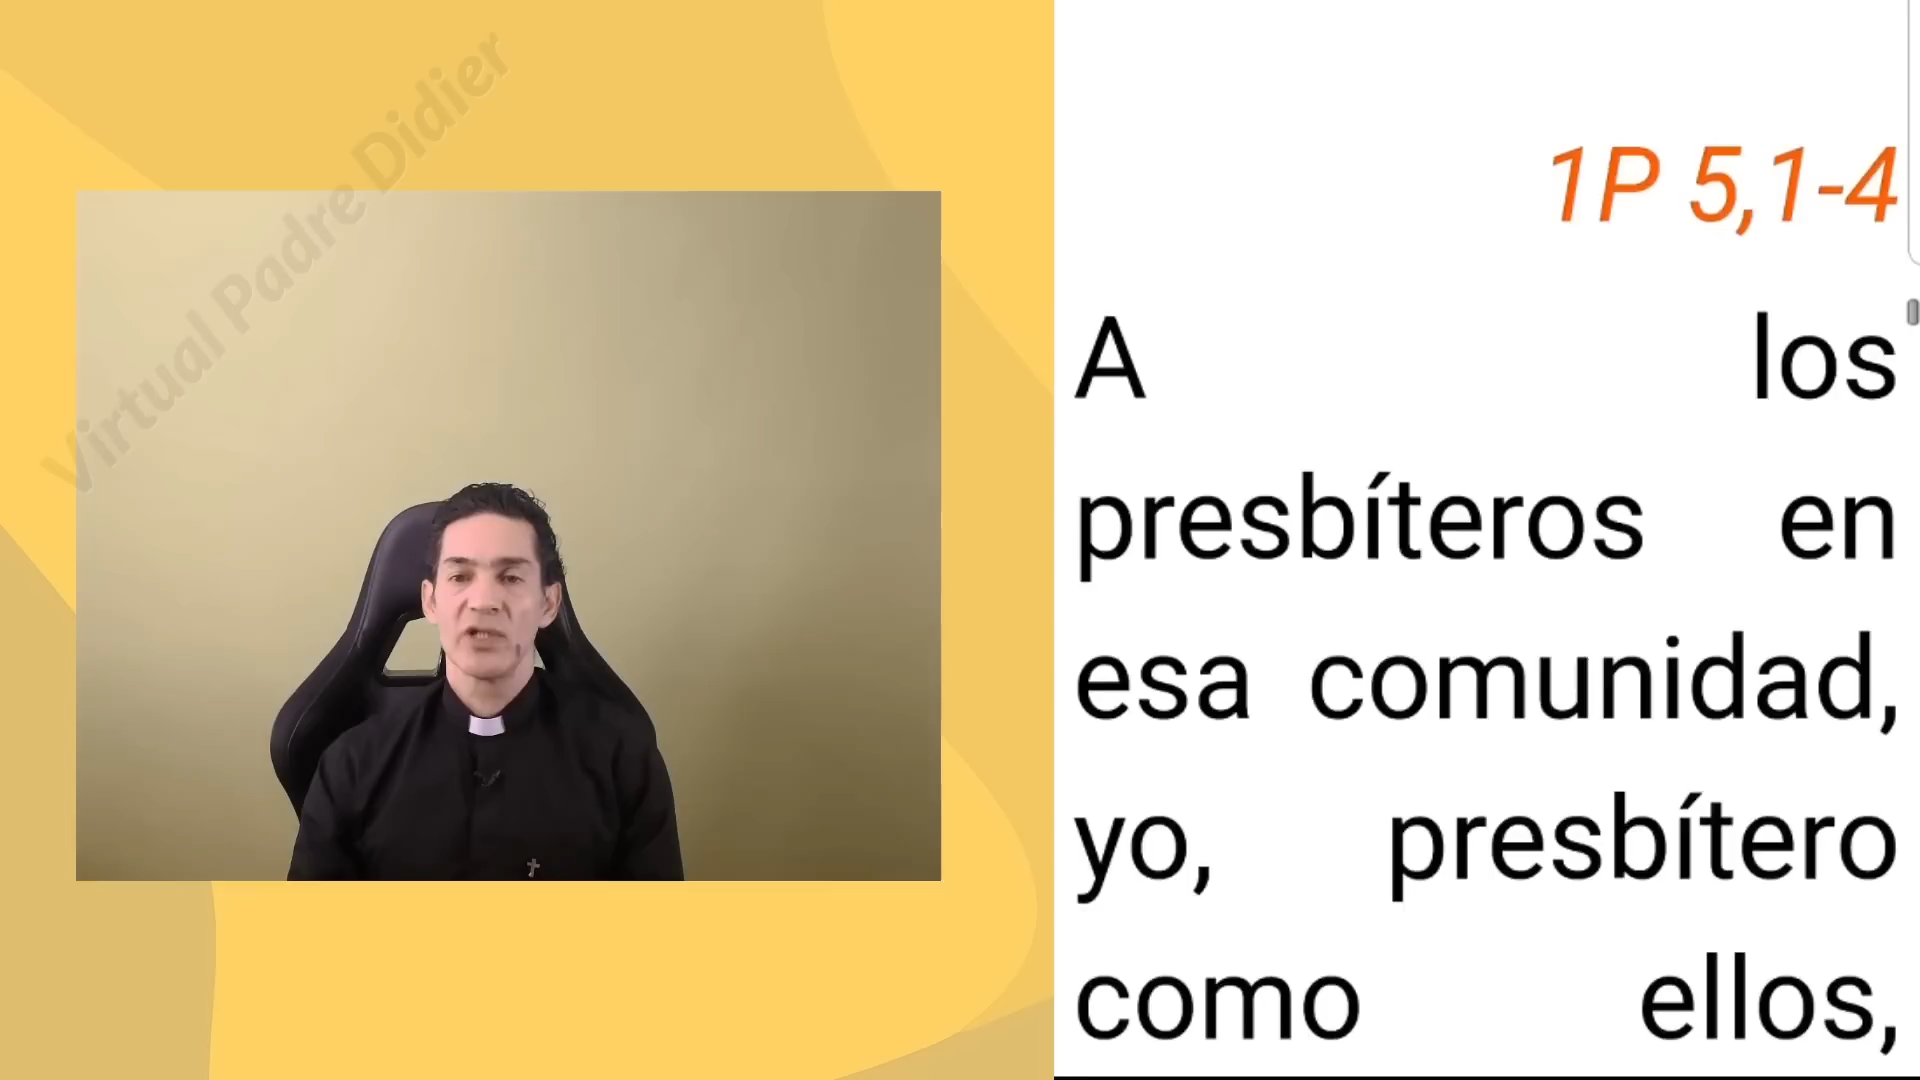 Virtual Padre Didier
1P 5,1-4
A los
presbíteros en
esa comunidad,
yo, presbítero
como ellos,